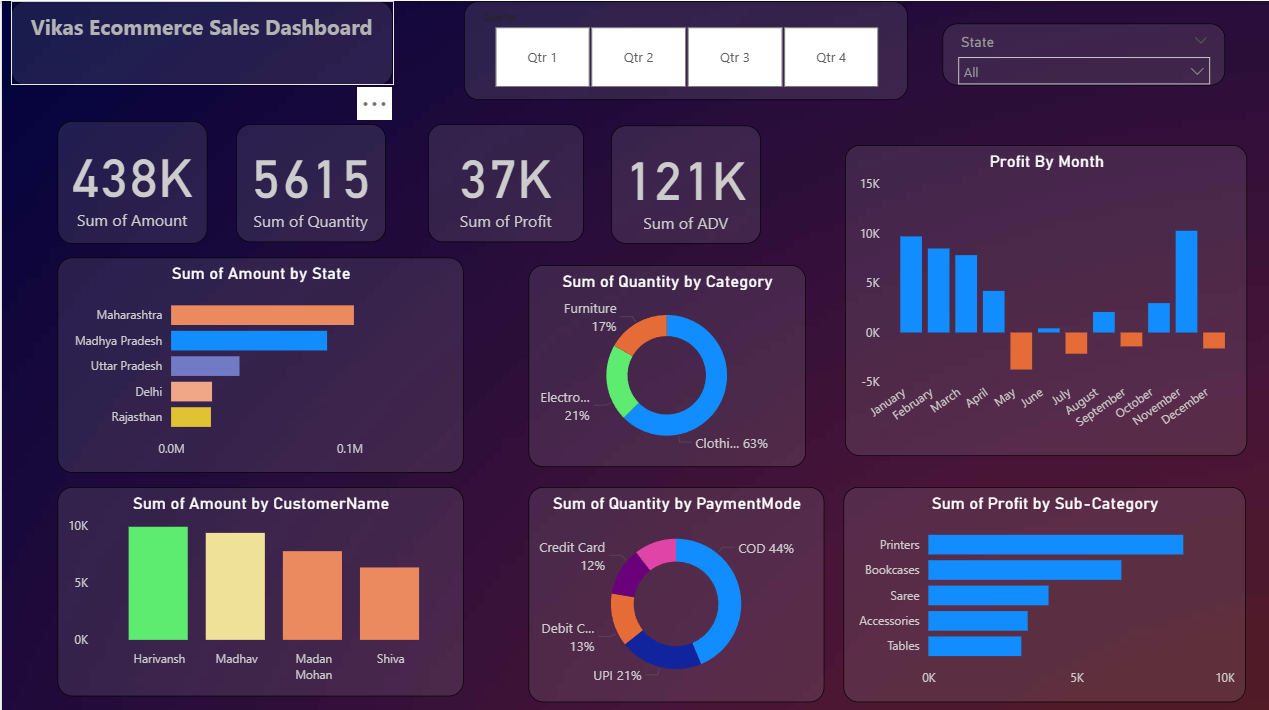 Vikas Ecommerce Sales Dashboard
Qtr 1
Qtr 2
Qtr 3
Qtr 4
State
All
438K
Sum of Amount
5615
Sum of Quantity
37K
Sum of Profit
121K
Sum of ADV
Profit By Month
15K
10K
5K
0K
-5K
January
February
March
April
May
June
July
August
September
October
November
December
Sum of Amount by State
Maharashtra
Madhya Pradesh
Uttar Pradesh
Delhi
Rajasthan
0.0M
0.1M
Sum of Quantity by Category
Furniture
17%
Electro...
21%
Clothi... 63%
Sum of Amount by CustomerName
10K
5K
0K
Harivansh
Madhav
Madan
Mohan
Shiva
Sum of Quantity by PaymentMode
Credit Card
12%
COD 44%
Debit C...
13%
UPI 21%
Sum of Profit by Sub-Category
Printers
Bookcases
Saree
Accessories
Tables
0K
5K
10K